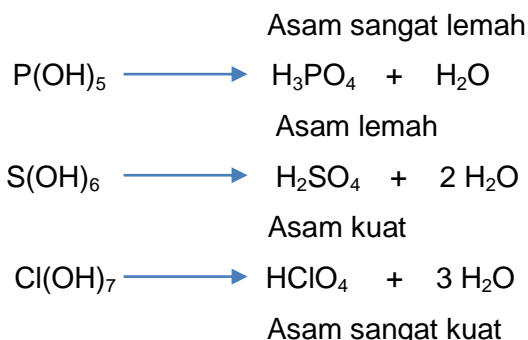 Asam sangat lemah
P(OH)₅ ⟶ H₃PO₄ + H₂O
Asam lemah
S(OH)₆ ⟶ H₂SO₄ + 2 H₂O
Asam kuat
Cl(OH)₇ ⟶ HClO₄ + 3 H₂O
Asam sangat kuat